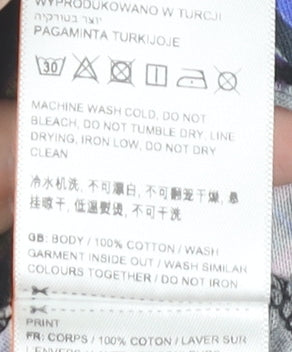 WYPRODUKOWANO W TURCJI
יוצר בטורקיה
PAGAMINTA TURKIJOJE
30
MACHINE WASH COLD, DO NOT
BLEACH, DO NOT TUMBLE DRY, LINE
DRYING, IRON LOW, DO NOT DRY
CLEAN
冷水机洗, 不可漂白, 不可翻笼干燥, 悬
挂晾干, 低温熨烫, 不可干洗
GB: BODY / 100% COTTON / WASH
GARMENT INSIDE OUT / WASH SIMILAR
COLOURS TOGETHER / DO NOT IRON
PRINT
FR: CORPS / 100% COTON / LAVER SUR